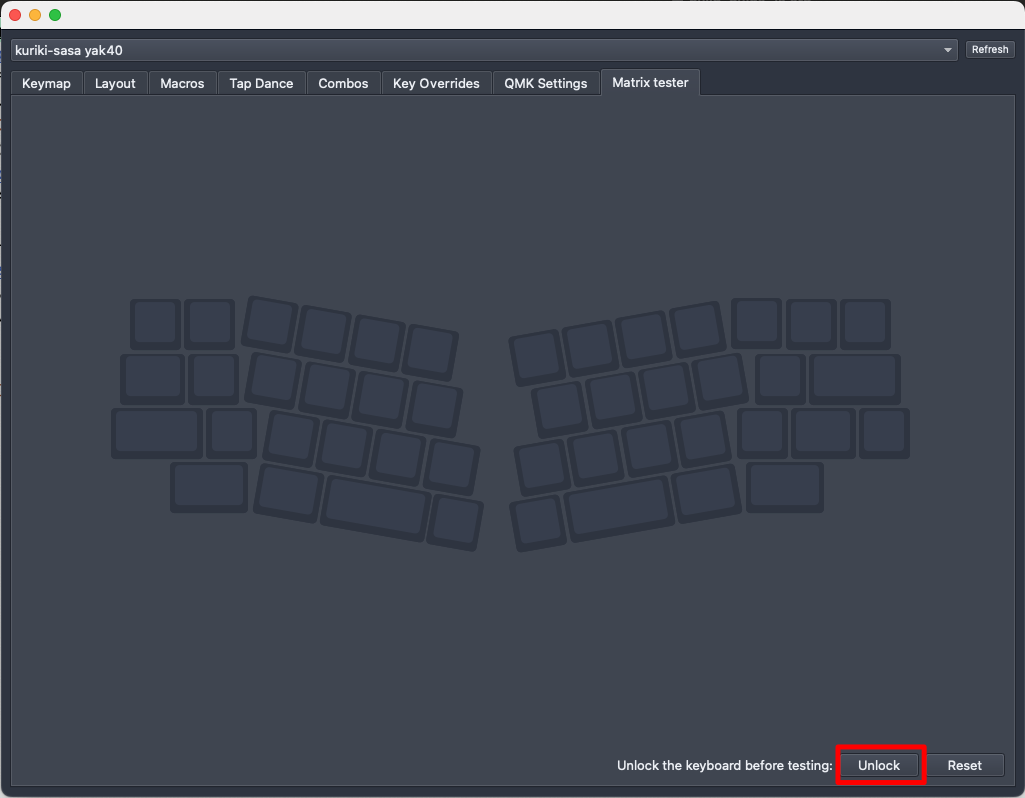 kuriki-sasa yak40
Refresh
Keymap
Layout
Macros
Tap Dance
Combos
Key Overrides
QMK Settings
Matrix tester
Unlock the keyboard before testing:
Unlock
Reset